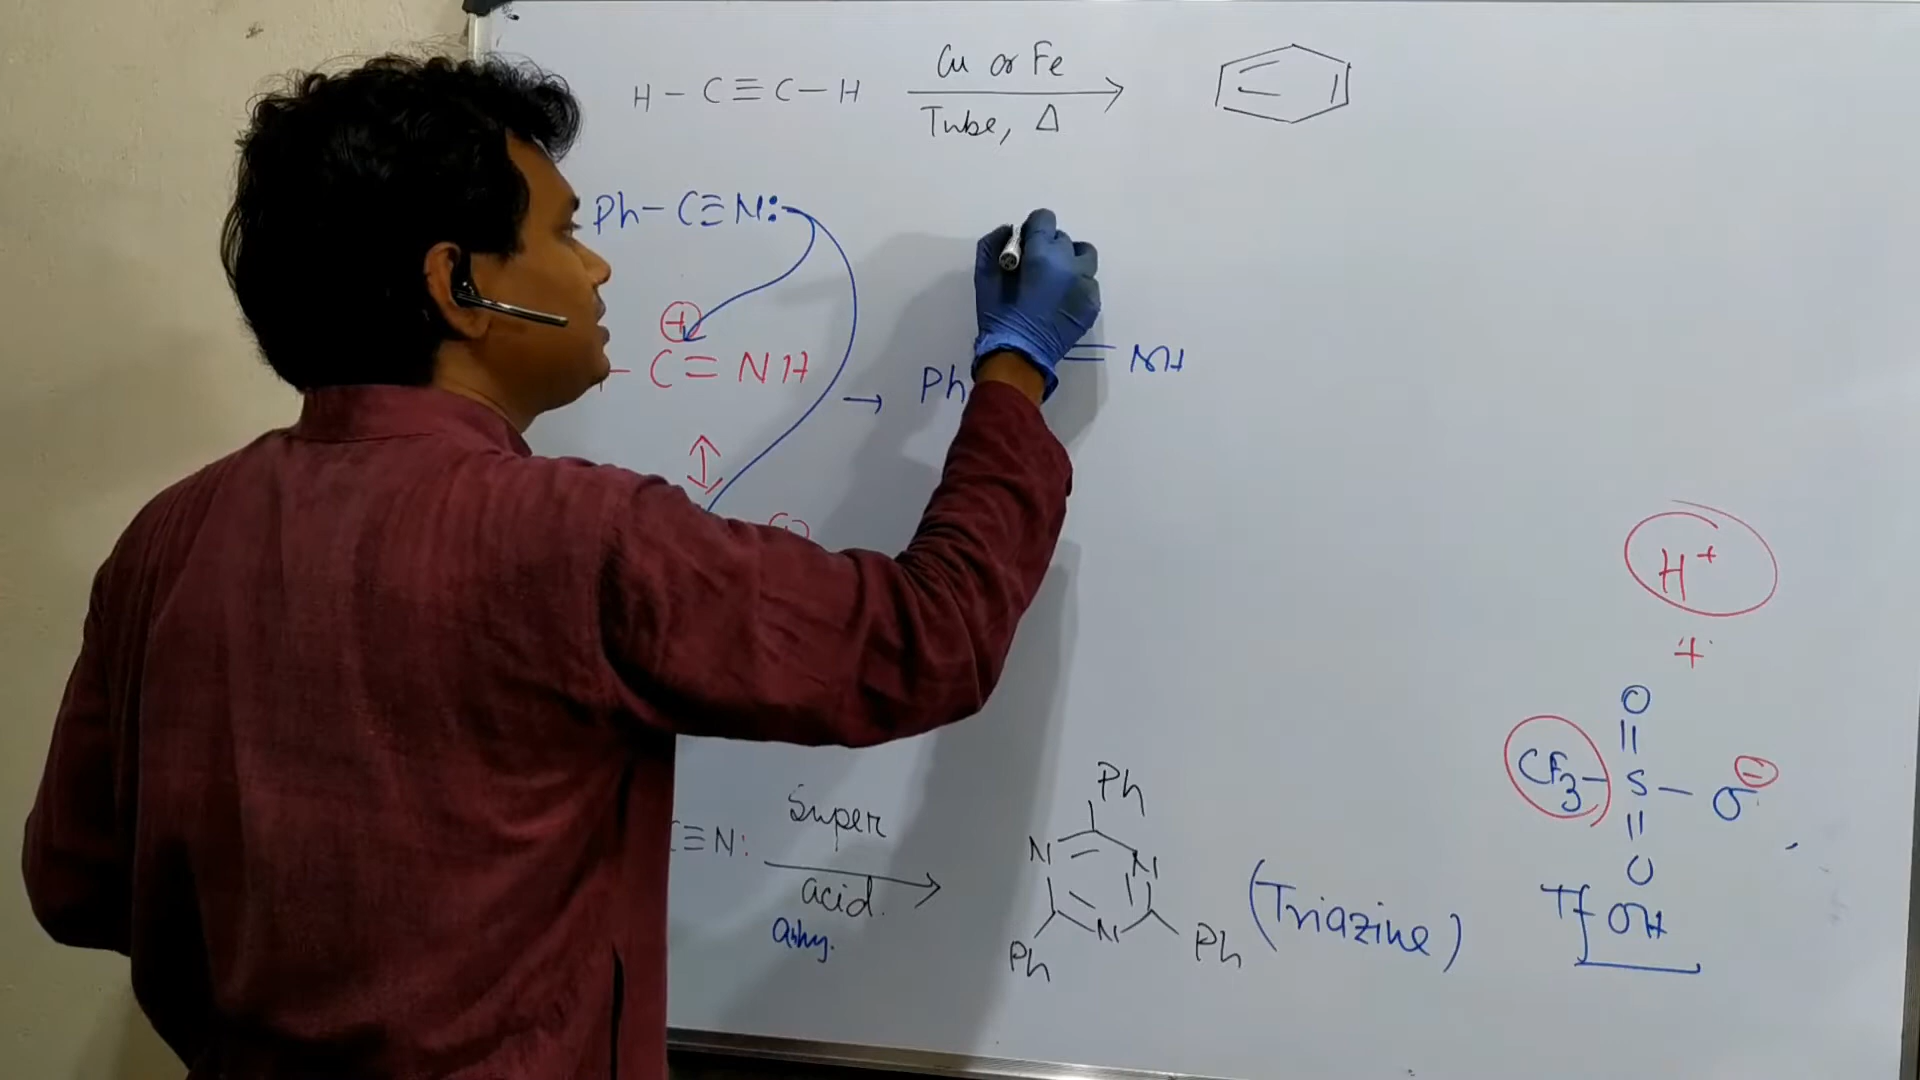 H - C≡C - H Cu or Fe
Tube, Δ
Ph - C≡N:
⊕
- C = NH
→ Ph = NH
H⁺
+
O
||
CF₃ - S - O⊖
||
O
TfOH
C≡N: Super
acid.
anhy.
Ph
N N
N
Ph Ph
(Triazine)